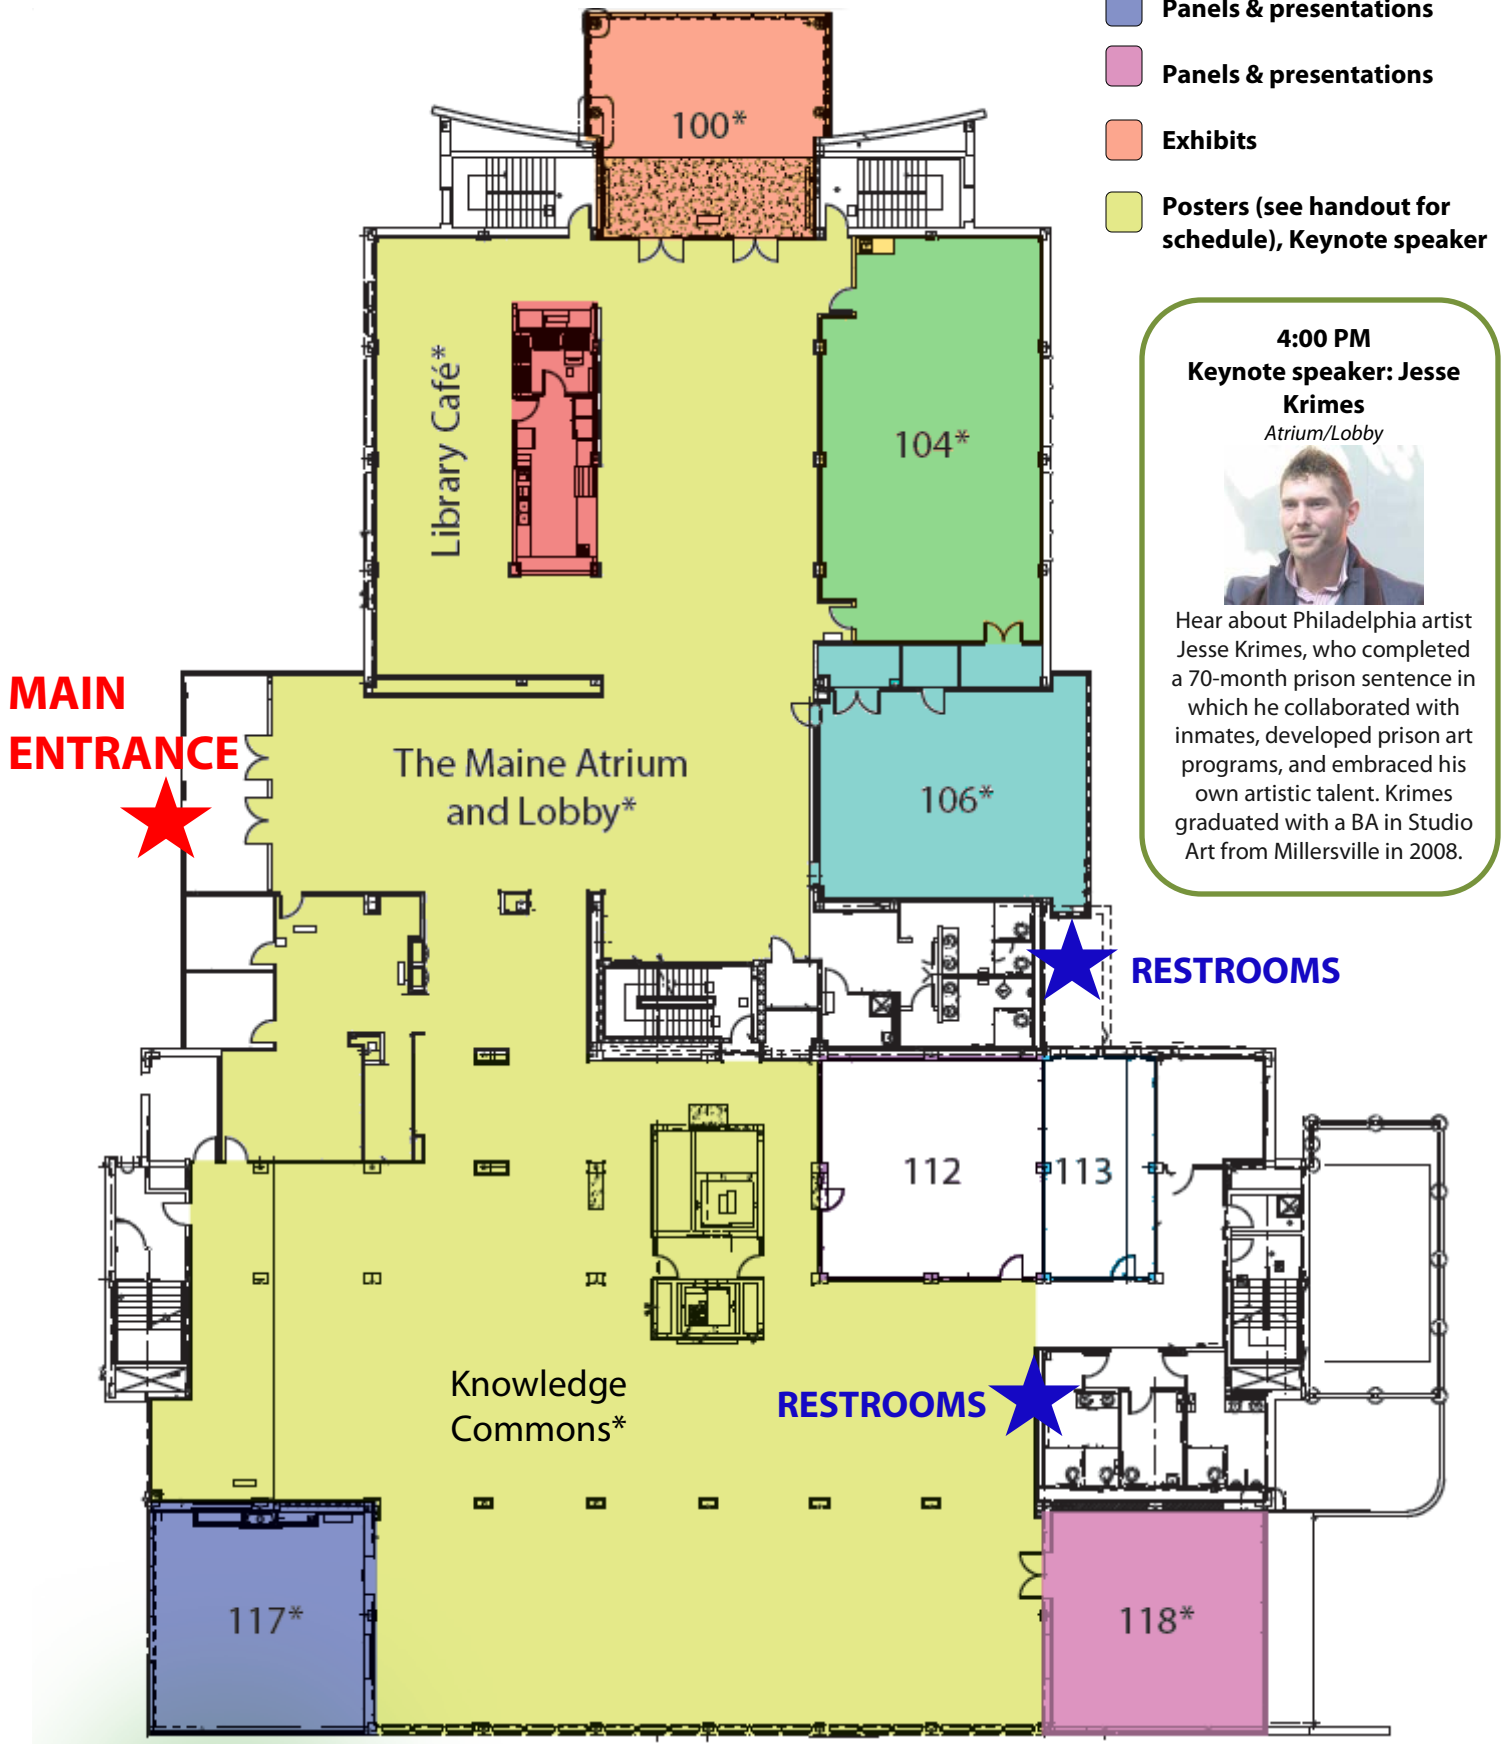 Panels & presentations
Panels & presentations
Exhibits
Posters (see handout for
schedule), Keynote speaker
100*
Library Café*
104*
4:00 PM
Keynote speaker: Jesse
Krimes
Atrium/Lobby
Hear about Philadelphia artist
Jesse Krimes, who completed
a 70-month prison sentence in
which he collaborated with
inmates, developed prison art
programs, and embraced his
own artistic talent. Krimes
graduated with a BA in Studio
Art from Millersville in 2008.
MAIN
ENTRANCE
The Maine Atrium
and Lobby*
106*
RESTROOMS
112
113
Knowledge
Commons*
RESTROOMS
117*
118*